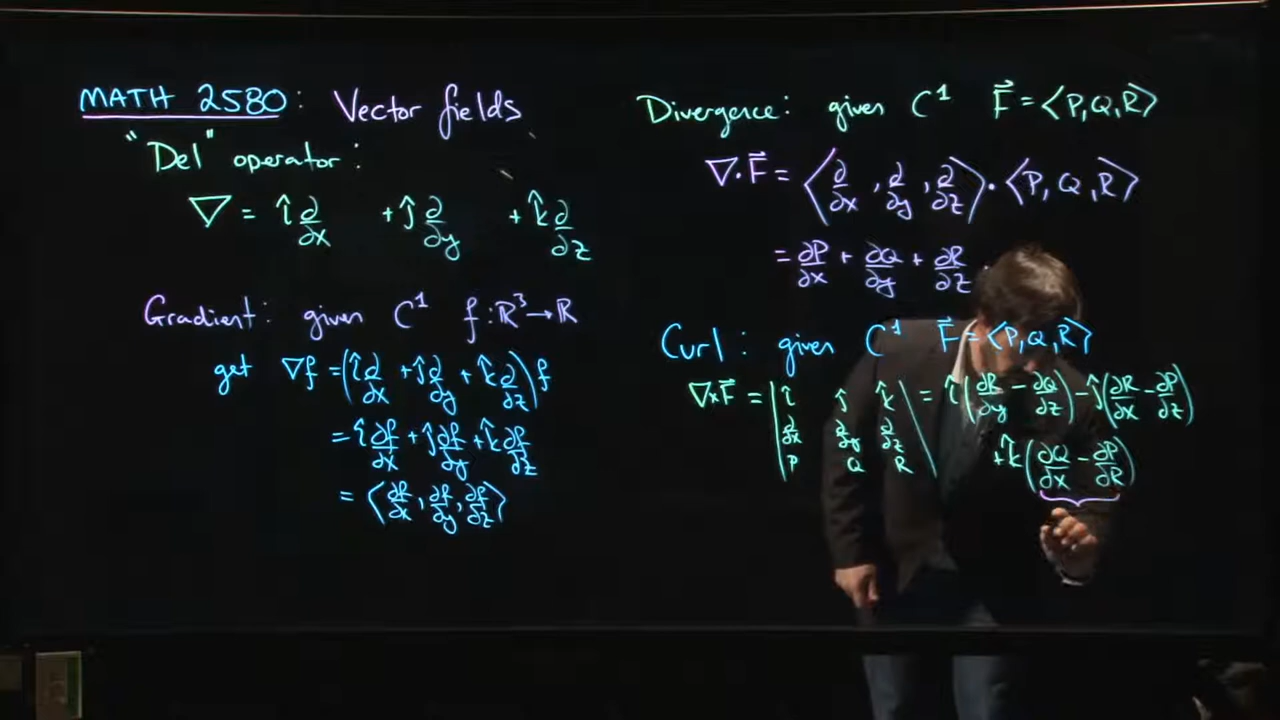 MATH 2580: Vector fields
"Del" operator:
∇ = î ∂/∂x + ĵ ∂/∂y + k̂ ∂/∂z
Gradient: given C¹ f: ℝ³→ℝ
get ∇f = (î ∂/∂x + ĵ ∂/∂y + k̂ ∂/∂z) f
= î ∂f/∂x + ĵ ∂f/∂y + k̂ ∂f/∂z
= ⟨∂f/∂x, ∂f/∂y, ∂f/∂z⟩
Divergence: given C¹ F⃗ = ⟨P, Q, R⟩
∇·F⃗ = ⟨∂/∂x, ∂/∂y, ∂/∂z⟩ · ⟨P, Q, R⟩
= ∂P/∂x + ∂Q/∂y + ∂R/∂z
Curl: given C¹ F⃗ = ⟨P, Q, R⟩
∇×F⃗ = | î ĵ k̂ | = î (∂R/∂y − ∂Q/∂z) − ĵ (∂R/∂x − ∂P/∂z)
∂/∂x ∂/∂y ∂/∂z + k̂ (∂Q/∂x − ∂P/∂R)
P Q R